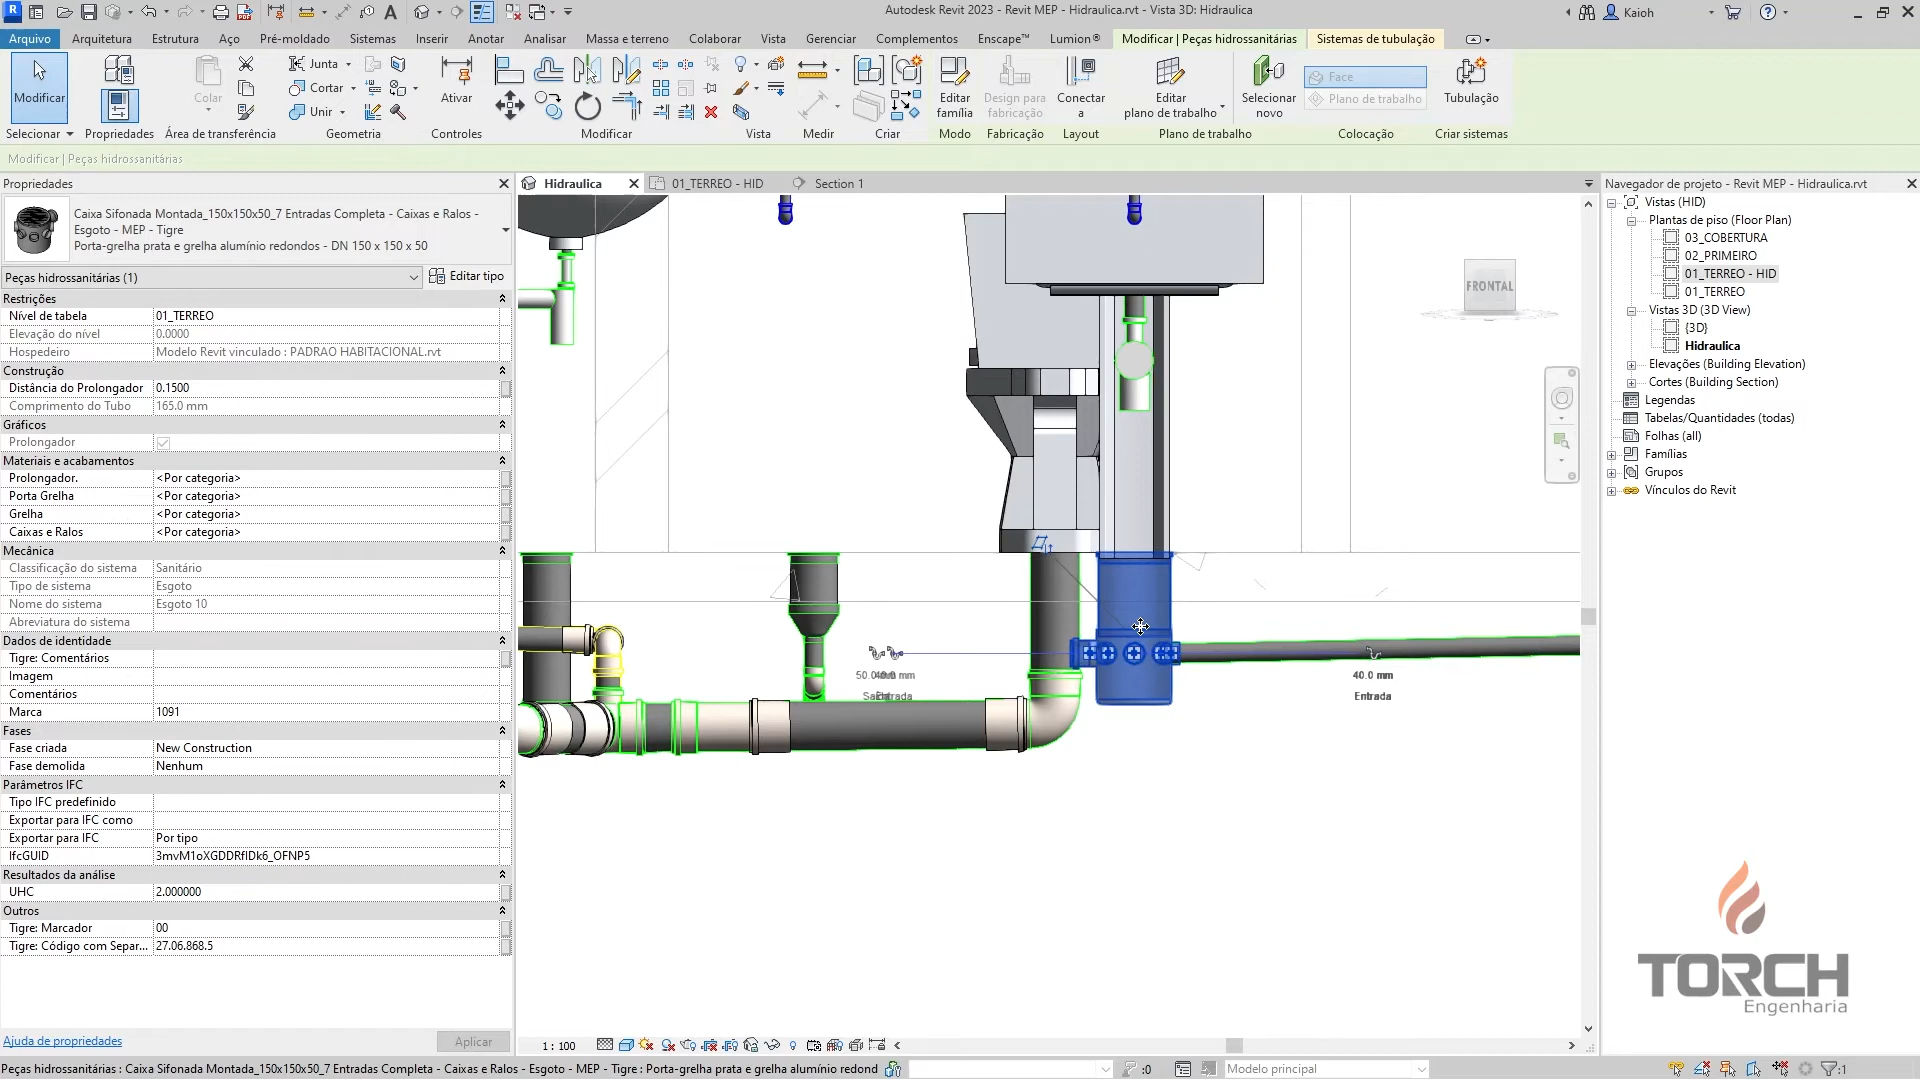 Autodesk Revit 2023 - Revit MEP - Hidraulica.rvt - Vista 3D: Hidraulica
Kaioh
Arquivo Arquitetura Estrutura Aço Pré-moldado Sistemas Inserir Anotar Analisar Massa e terreno Colaborar Vista Gerenciar Complementos Enscape™ Lumion® Modificar | Peças hidrossanitárias Sistemas de tubulação
Modificar
Colar
Junta
Cortar
Unir
Ativar
Editar família
Design para fabricação
Conectar a
Editar plano de trabalho
Selecionar novo
Face
Plano de trabalho
Tubulação
Selecionar Propriedades Área de transferência Geometria Controles Modificar Vista Medir Criar Modo Fabricação Layout Plano de trabalho Colocação Criar sistemas
Modificar | Peças hidrossanitárias
Propriedades
Caixa Sifonada Montada_150x150x50_7 Entradas Completa - Caixas e Ralos -
Esgoto - MEP - Tigre
Porta-grelha prata e grelha alumínio redondos - DN 150 x 150 x 50
Peças hidrossanitárias (1) Editar tipo
Restrições
Nível de tabela 01_TERREO
Elevação do nível 0.0000
Hospedeiro Modelo Revit vinculado : PADRAO HABITACIONAL.rvt
Construção
Distância do Prolongador 0.1500
Comprimento do Tubo 165.0 mm
Gráficos
Prolongador
Materiais e acabamentos
Prolongador. <Por categoria>
Porta Grelha <Por categoria>
Grelha <Por categoria>
Caixas e Ralos <Por categoria>
Mecânica
Classificação do sistema Sanitário
Tipo de sistema Esgoto
Nome do sistema Esgoto 10
Abreviatura do sistema
Dados de identidade
Tigre: Comentários
Imagem
Comentários
Marca 1091
Fases
Fase criada New Construction
Fase demolida Nenhum
Parâmetros IFC
Tipo IFC predefinido
Exportar para IFC como
Exportar para IFC Por tipo
IfcGUID 3mvM1oXGDDRfIDk6_OFNP5
Resultados da análise
UHC 2.000000
Outros
Tigre: Marcador 00
Tigre: Código com Separ... 27.06.868.5
Ajuda de propriedades Aplicar
Hidraulica 01_TERREO - HID Section 1
FRONTAL
40.0 mm
Entrada
1 : 100
Navegador de projeto - Revit MEP - Hidraulica.rvt
Vistas (HID)
Plantas de piso (Floor Plan)
03_COBERTURA
02_PRIMEIRO
01_TERREO - HID
01_TERREO
Vistas 3D (3D View)
{3D}
Hidraulica
Elevações (Building Elevation)
Cortes (Building Section)
Legendas
Tabelas/Quantidades (todas)
Folhas (all)
Famílias
Grupos
Vínculos do Revit
TORCH
Engenharia
Peças hidrossanitárias : Caixa Sifonada Montada_150x150x50_7 Entradas Completa - Caixas e Ralos - Esgoto - MEP - Tigre : Porta-grelha prata e grelha alumínio redond
:0
Modelo principal
:1